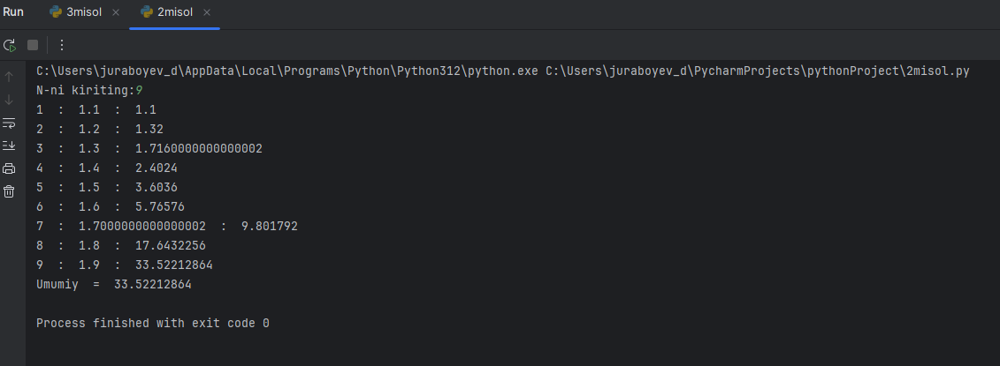 Run 3misol 2misol
C:\Users\juraboyev_d\AppData\Local\Programs\Python\Python312\python.exe C:\Users\juraboyev_d\PycharmProjects\pythonProject\2misol.py
N-ni kiriting:9
1  :  1.1  :  1.1
2  :  1.2  :  1.32
3  :  1.3  :  1.7160000000000002
4  :  1.4  :  2.4024
5  :  1.5  :  3.6036
6  :  1.6  :  5.76576
7  :  1.7000000000000002  :  9.801792
8  :  1.8  :  17.6432256
9  :  1.9  :  33.52212864
Umumiy  =  33.52212864
Process finished with exit code 0